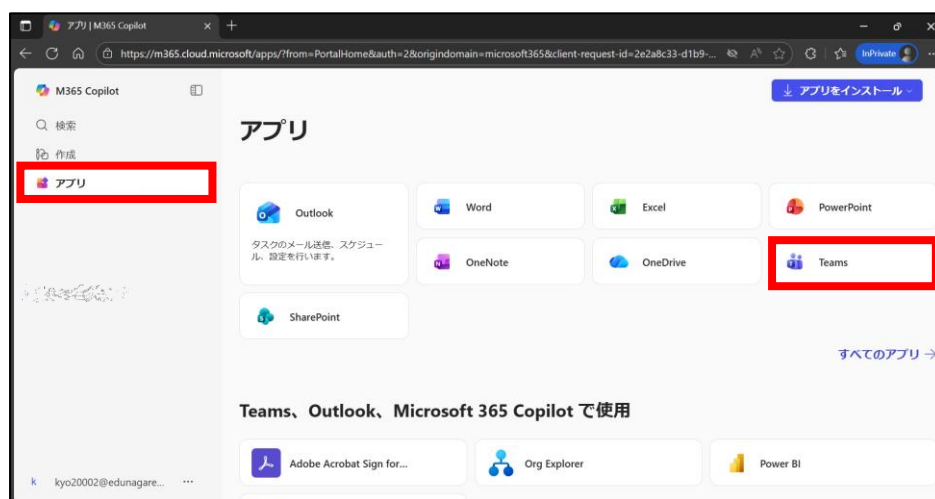 アプリ | M365 Copilot
https://m365.cloud.microsoft/apps/?from=PortalHome&auth=2&origindomain=microsoft365&client-request-id=2e2a8c33-d1b9-...
InPrivate
M365 Copilot
アプリをインストール
検索
作成
アプリ
アプリ
Outlook
タスクのメール送信、スケジュー
ル、設定を行います。
Word
Excel
PowerPoint
OneNote
OneDrive
Teams
SharePoint
すべてのアプリ →
Teams、Outlook、Microsoft 365 Copilot で使用
Adobe Acrobat Sign for...
Org Explorer
Power BI
k kyo20002@edunagare... ...